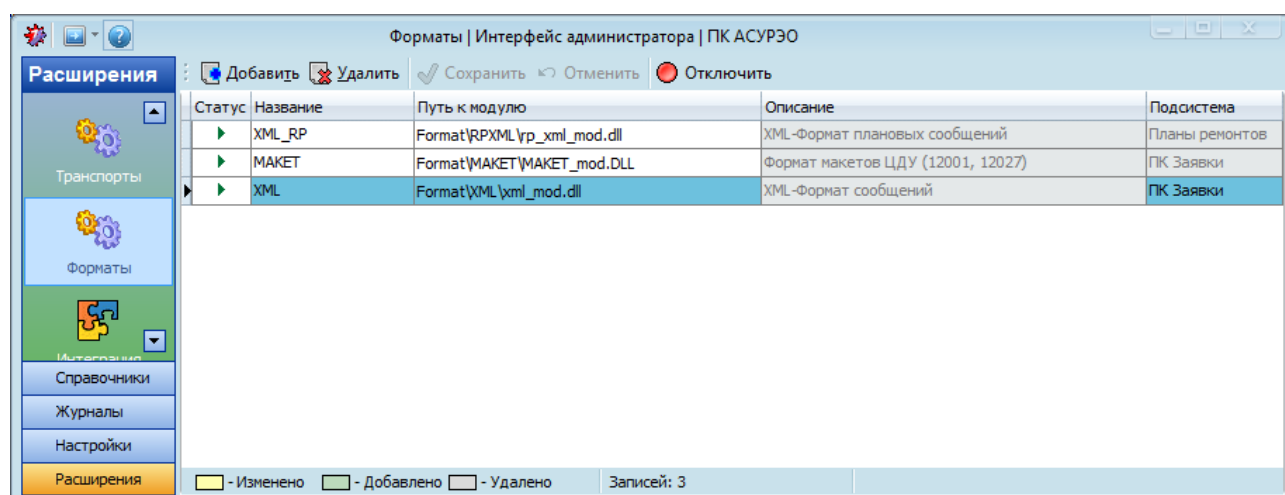 Форматы | Интерфейс администратора | ПК АСУРЭО
Расширения
Добавить Удалить Сохранить Отменить Отключить
Статус Название Путь к модулю Описание Подсистема
XML_RP Format\RPXML\rp_xml_mod.dll XML-Формат плановых сообщений Планы ремонтов
MAKET Format\MAKET\MAKET_mod.DLL Формат макетов ЦДУ (12001, 12027) ПК Заявки
XML Format\XML\xml_mod.dll XML-Формат сообщений ПК Заявки
Транспорты
Форматы
Интеграция
Справочники
Журналы
Настройки
Расширения
- Изменено - Добавлено - Удалено Записей: 3